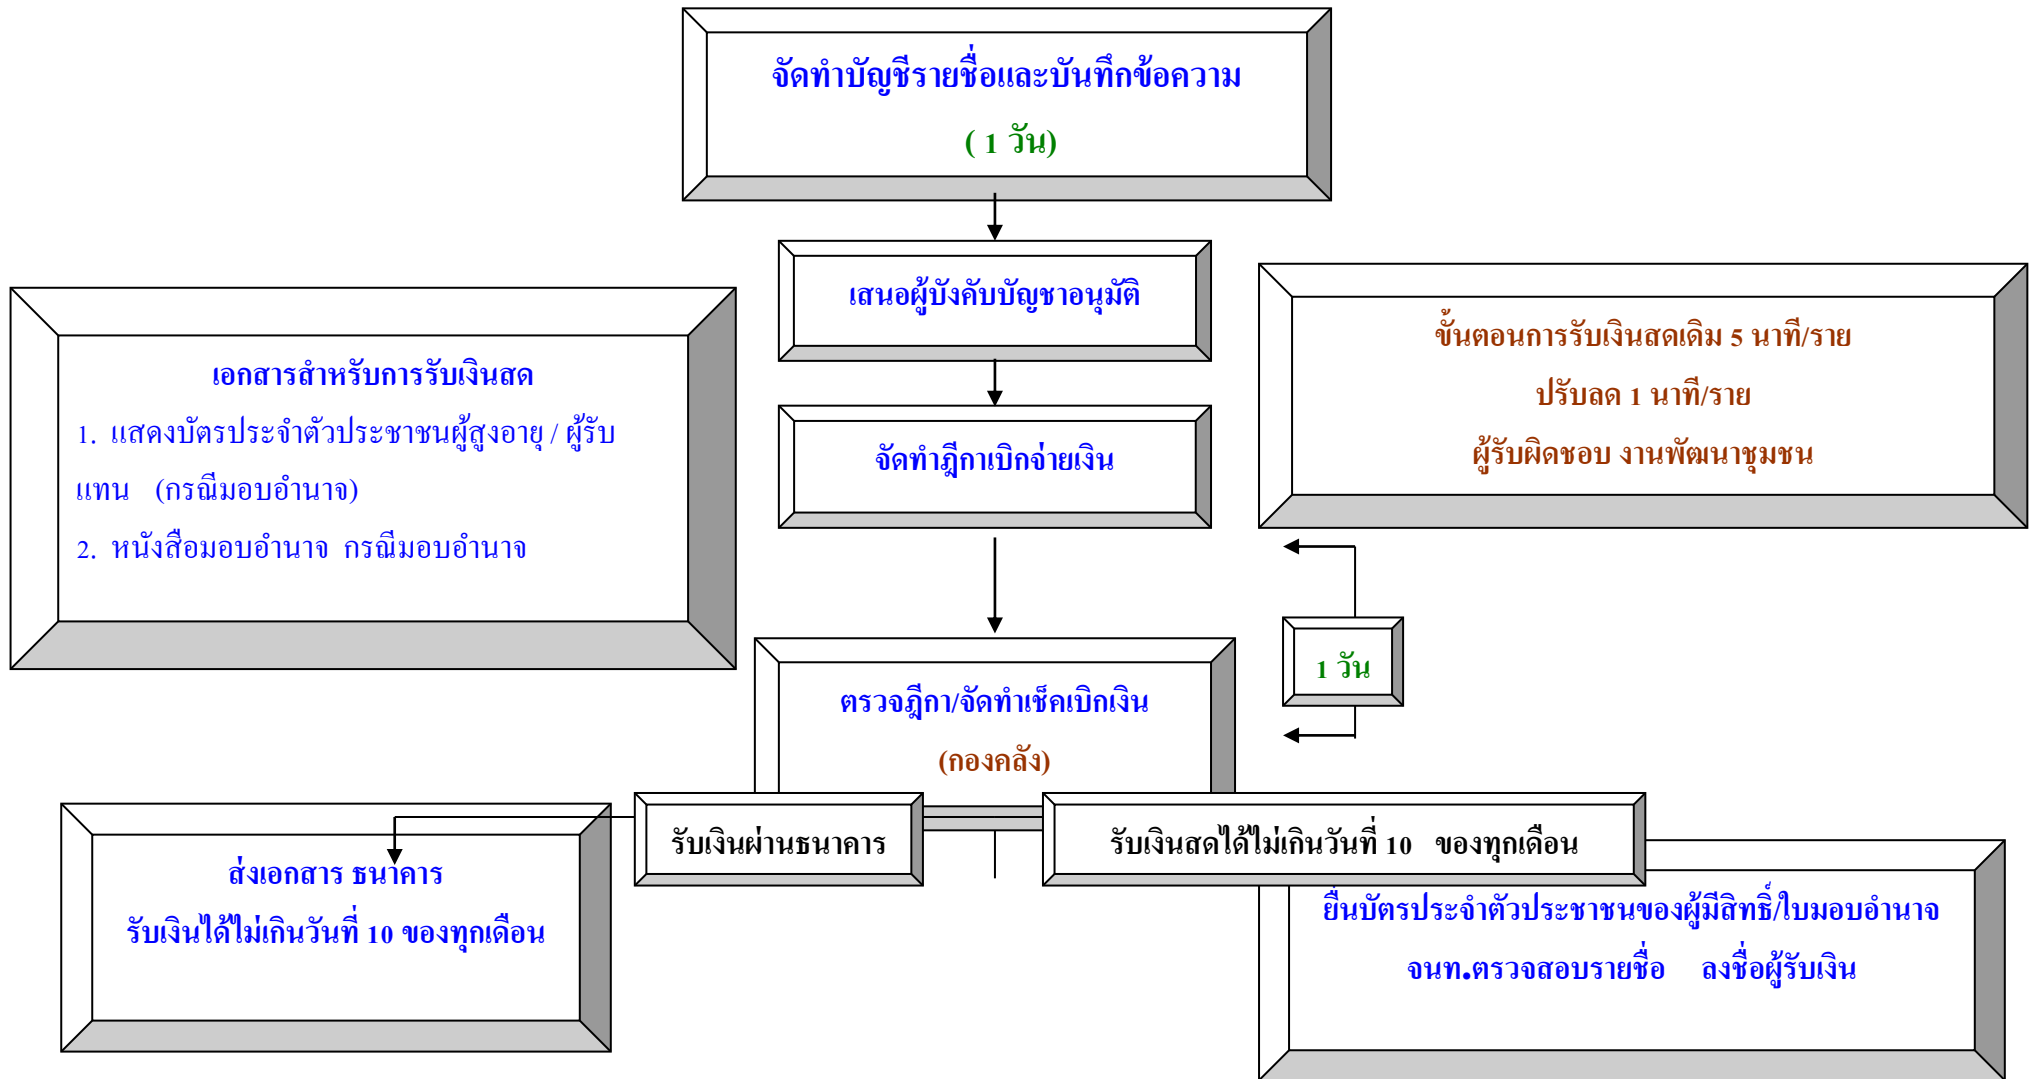 จัดทำบัญชีรายชื่อและบันทึกข้อความ
( 1 วัน)
เสนอผู้บังคับบัญชาอนุมัติ
เอกสารสำหรับการรับเงินสด
1. แสดงบัตรประจำตัวประชาชนผู้สูงอายุ / ผู้รับ
แทน (กรณีมอบอำนาจ)
2. หนังสือมอบอำนาจ กรณีมอบอำนาจ
จัดทำฎีกาเบิกจ่ายเงิน
ขั้นตอนการรับเงินสดเดิม 5 นาที/ราย
ปรับลด 1 นาที/ราย
ผู้รับผิดชอบ งานพัฒนาชุมชน
1 วัน
ตรวจฎีกา/จัดทำเช็คเบิกเงิน
(กองคลัง)
รับเงินผ่านธนาคาร
รับเงินสดได้ไม่เกินวันที่ 10 ของทุกเดือน
ส่งเอกสาร ธนาคาร
รับเงินได้ไม่เกินวันที่ 10 ของทุกเดือน
ยื่นบัตรประจำตัวประชาชนของผู้มีสิทธิ์/ใบมอบอำนาจ
จนท.ตรวจสอบรายชื่อ ลงชื่อผู้รับเงิน